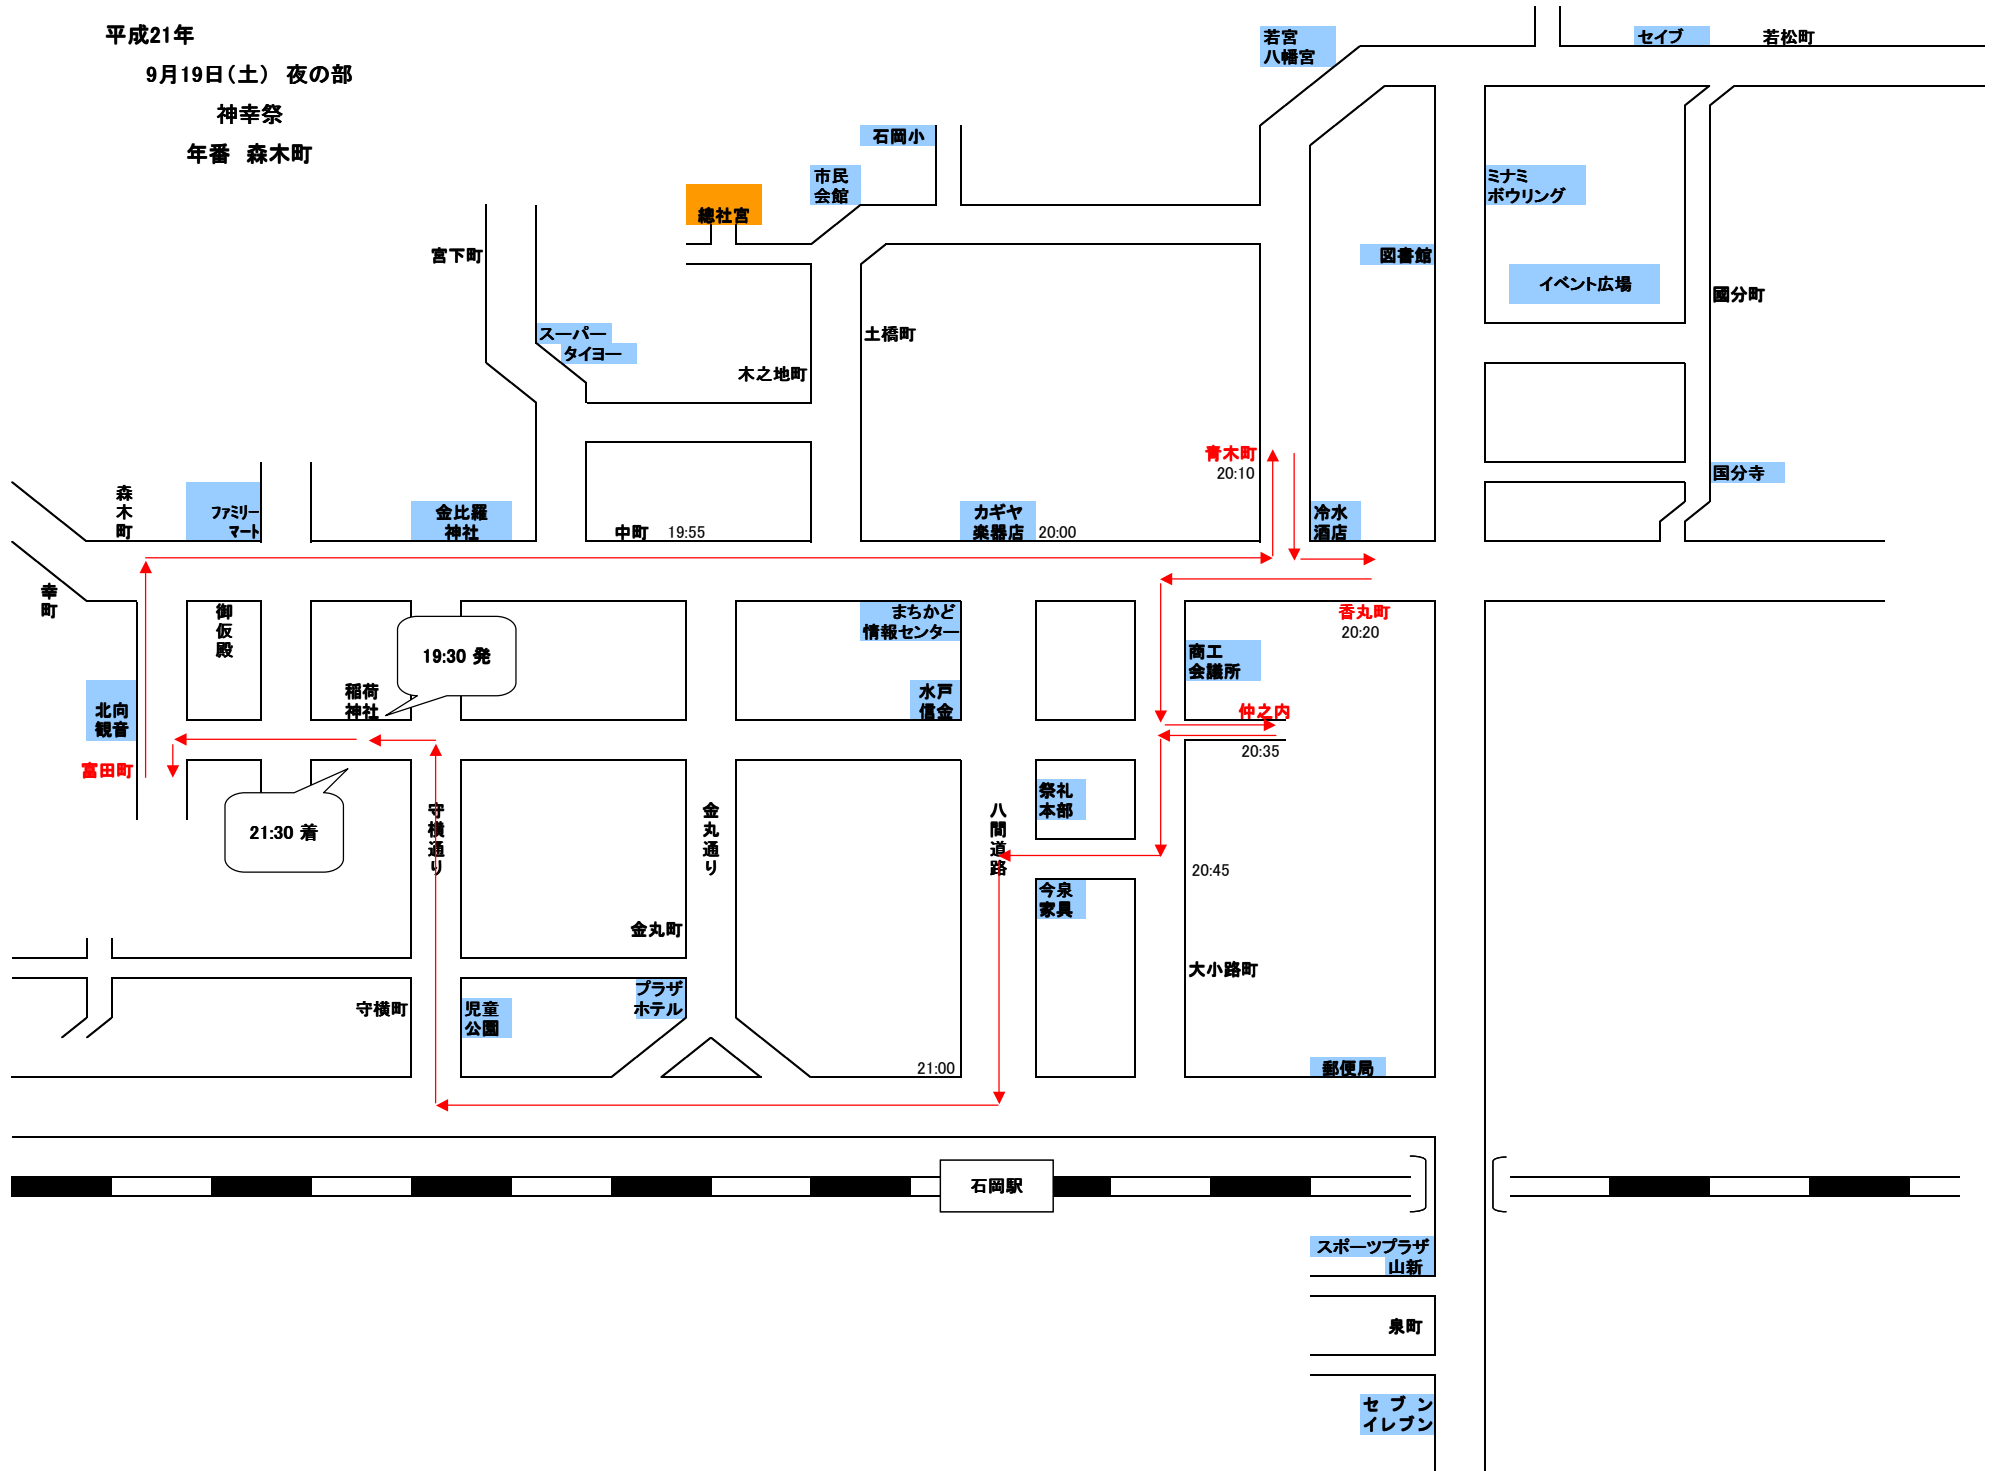 平成21年
9月19日(土) 夜の部
神幸祭
年番 森木町
若宮
八幡宮
セイブ
若松町
石岡小
市民
会館
ミナミ
ボウリング
總社宮
宮下町
図書館
イベント広場
國分町
スーパー
タイヨー
土橋町
木之地町
青木町
20:10
国分寺
森木町
ファミリー
マート
金比羅
神社
中町 19:55
カギヤ
楽器店 20:00
冷水
酒店
幸町
御仮殿
まちかど
情報センター
香丸町
20:20
19:30 発
商工
会議所
稲荷
神社
水戸
信金
北向
観音
仲之内
20:35
富田町
祭礼
本部
21:30 着
守横通り
金丸通り
八間道路
20:45
今泉
家具
金丸町
大小路町
プラザ
ホテル
守横町
児童
公園
21:00
郵便局
石岡駅
スポーツプラザ
山新
泉町
セブン
イレブン